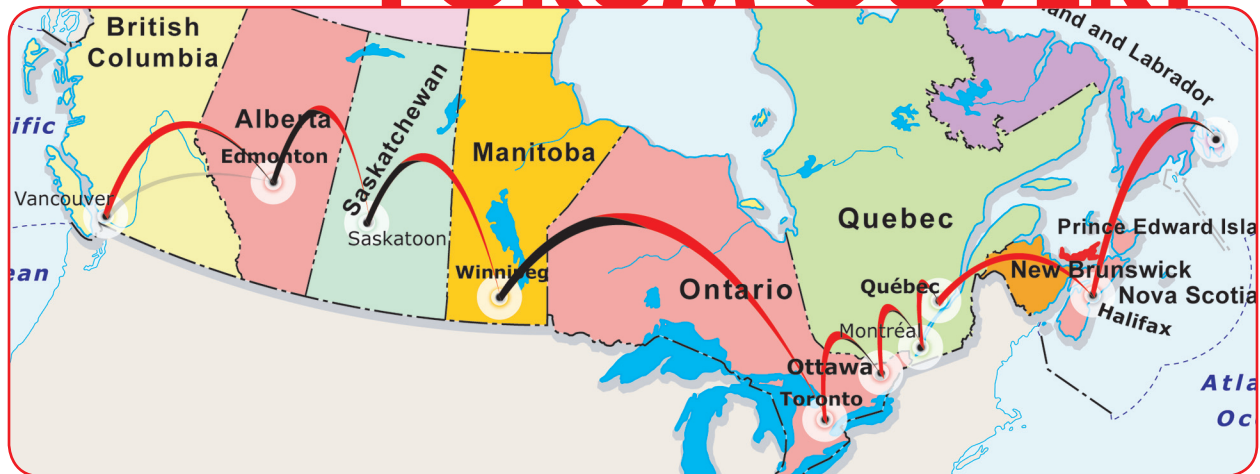 British
Columbia
land and Labrador
Alberta
Saskatchewan
ific
Edmonton
Manitoba
Vancouver
Quebec
Prince Edward Isla
Saskatoon
ean
Winnipeg
New Brunswick
Ontario
Québec
Nova Scotia
Halifax
Montréal
Ottawa
Toronto
Atla
Oc